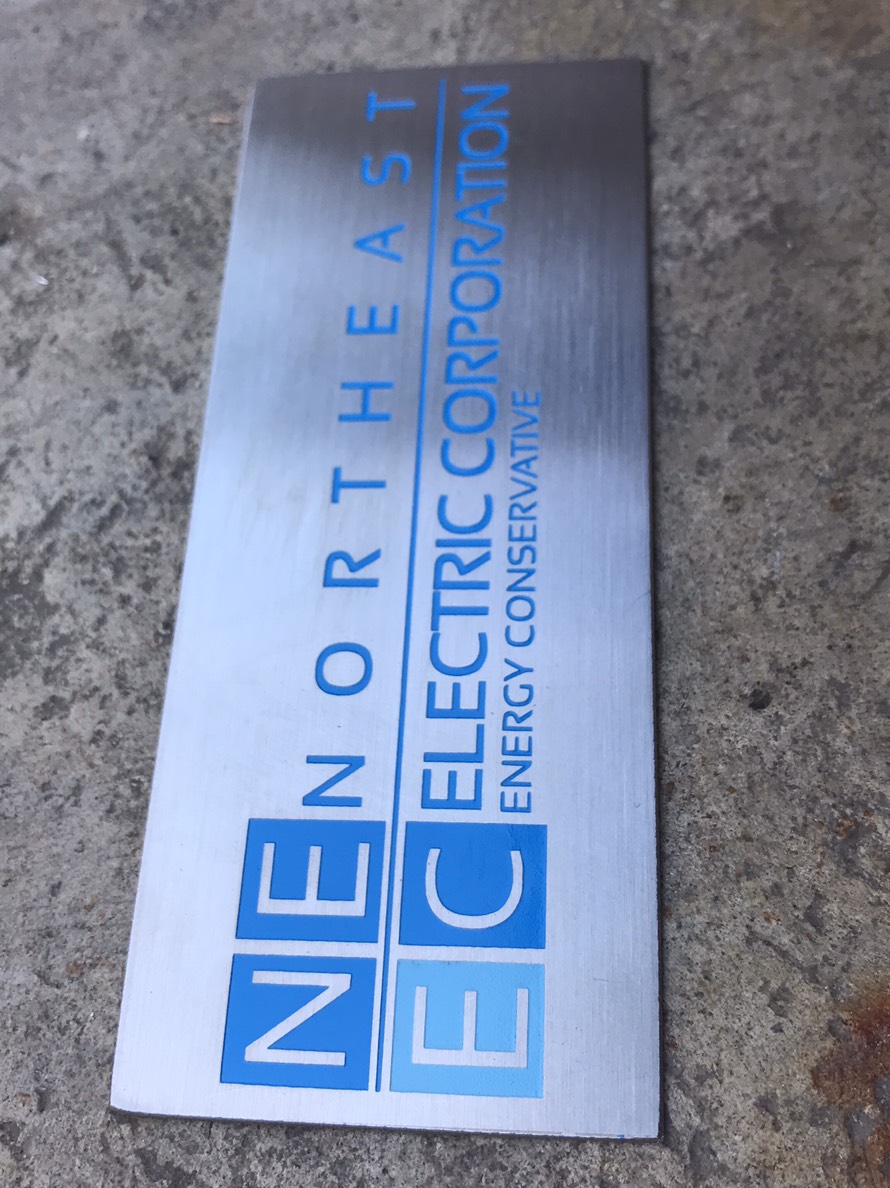 NE NORTHEAST
EC ELECTRIC CORPORATION
ENERGY CONSERVATIVE